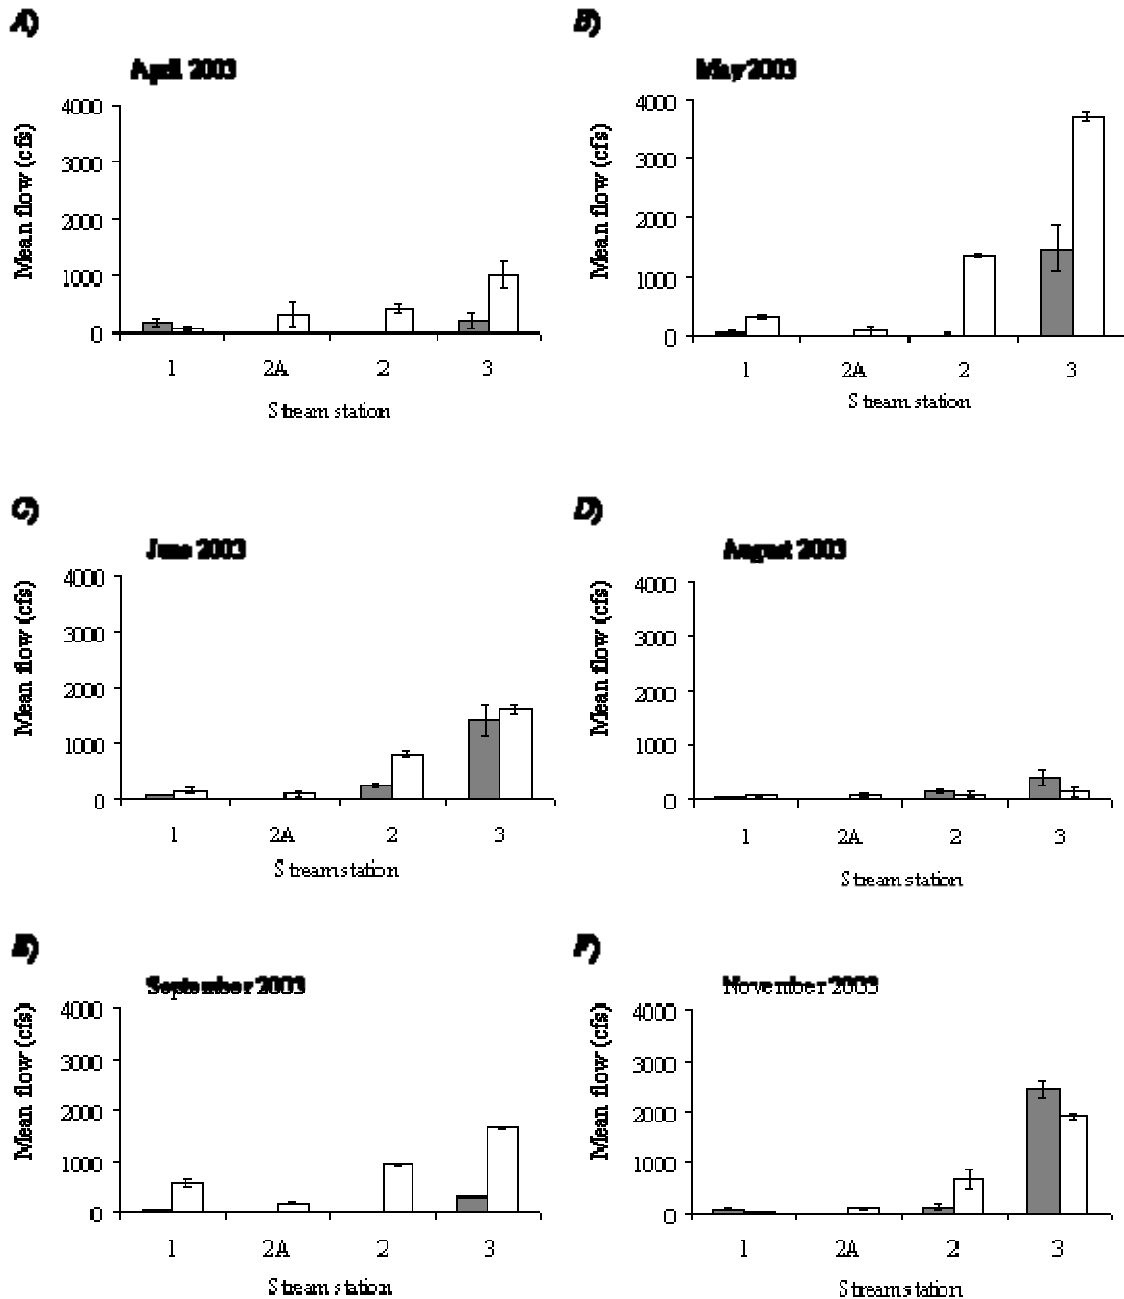 A)
April 2003
Mean flow (cfs)
4000
3000
2000
1000
0
1 2A 2 3
Stream station
B)
May 2003
Mean flow (cfs)
4000
3000
2000
1000
0
1 2A 2 3
Stream station
C)
June 2003
Mean flow (cfs)
4000
3000
2000
1000
0
1 2A 2 3
Stream station
D)
August 2003
Mean flow (cfs)
4000
3000
2000
1000
0
1 2A 2 3
Stream station
E)
September 2003
Mean flow (cfs)
4000
3000
2000
1000
0
1 2A 2 3
Stream station
F)
November 2003
Mean flow (cfs)
4000
3000
2000
1000
0
1 2A 2 3
Stream station